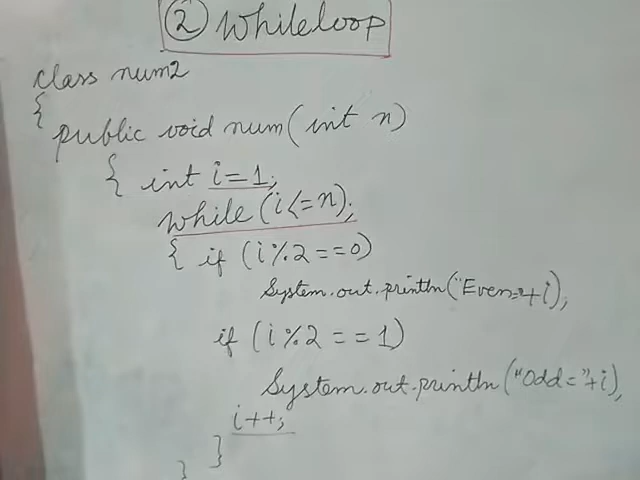 ② Whileloop
class num2
{
public void num(int n)
{ int i=1;
while (i<=n);
{ if (i%2==0)
System.out.println("Even="+i);
if (i%2==1)
System.out.println("Odd="+i);
i++;
}
}